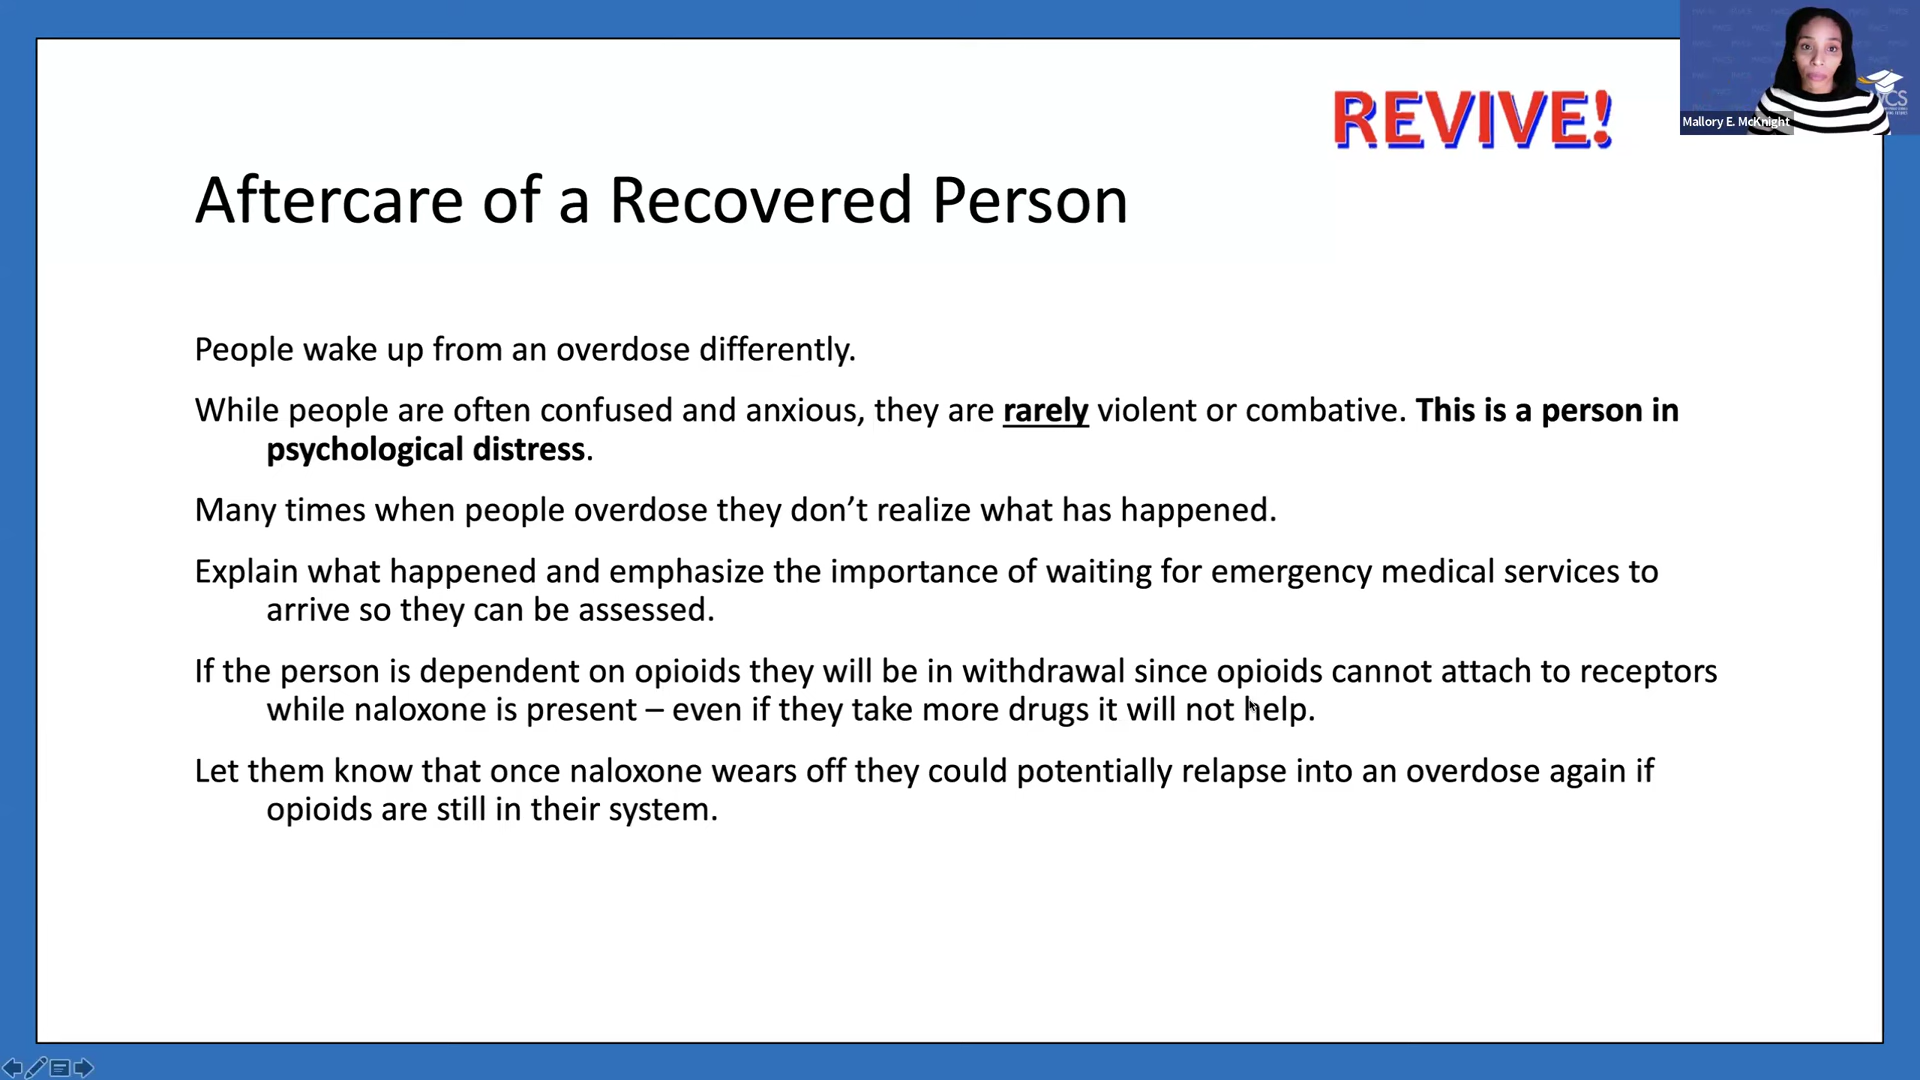 REVIVE!
Mallory E. McKnight
Aftercare of a Recovered Person
People wake up from an overdose differently.
While people are often confused and anxious, they are rarely violent or combative. This is a person in
psychological distress.
Many times when people overdose they don’t realize what has happened.
Explain what happened and emphasize the importance of waiting for emergency medical services to
arrive so they can be assessed.
If the person is dependent on opioids they will be in withdrawal since opioids cannot attach to receptors
while naloxone is present – even if they take more drugs it will not help.
Let them know that once naloxone wears off they could potentially relapse into an overdose again if
opioids are still in their system.